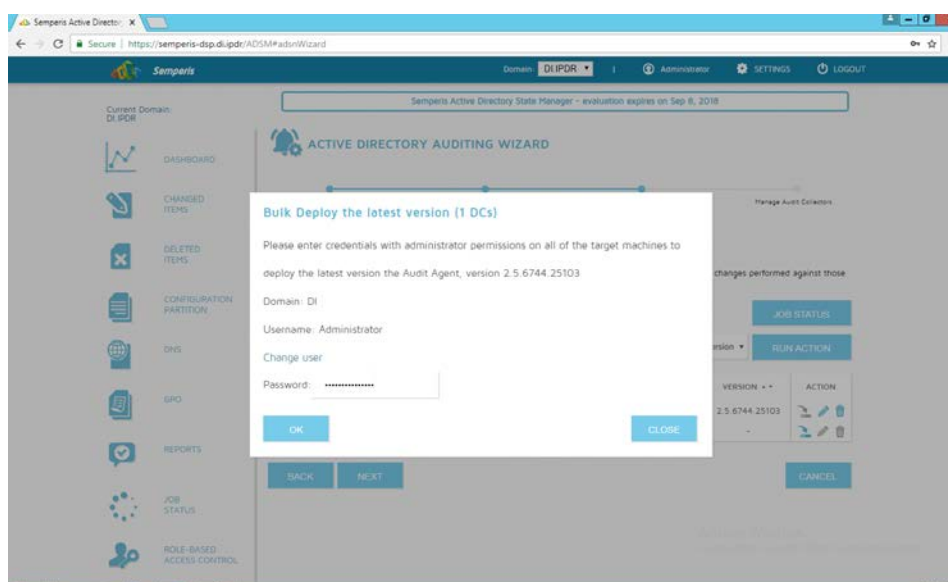 Semperis Active Director
Secure | https://semperis-dsp.di.ipdr/ADSM#adsnWizard
Semperis
Domain: DI.IPDR
Administrator
SETTINGS
LOGOUT
Current Domain:
DI.IPDR
Semperis Active Directory State Manager - evaluation expires on Sep 8, 2018
ACTIVE DIRECTORY AUDITING WIZARD
DASHBOARD
CHANGED
ITEMS
DELETED
ITEMS
CONFIGURATION
PARTITION
DNS
GPO
REPORTS
JOB
STATUS
ROLE-BASED
ACCESS CONTROL
Manage Audit Collectors
Bulk Deploy the latest version (1 DCs)
Please enter credentials with administrator permissions on all of the target machines to
deploy the latest version the Audit Agent, version 2.5.6744.25103
Domain: DI
Username: Administrator
Change user
Password:
OK
CLOSE
changes performed against those
JOB STATUS
RUN ACTION
VERSION
ACTION
2.5.6744.25103
-
BACK
NEXT
CANCEL